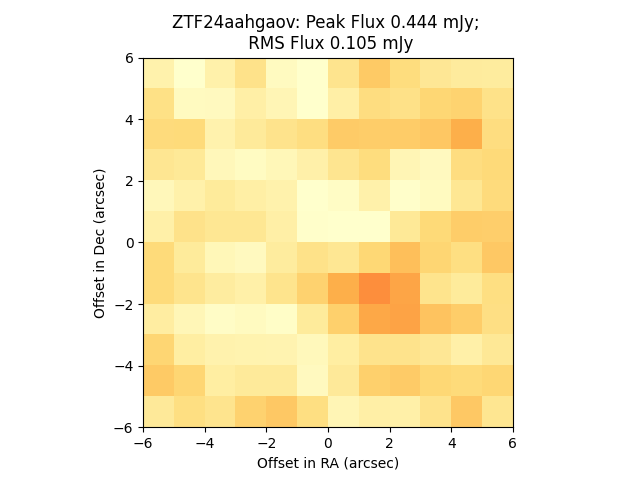 ZTF24aahgaov: Peak Flux 0.444 mJy;
RMS Flux 0.105 mJy
6
4
2
0
−2
−4
−6
Offset in Dec (arcsec)
−6 −4 −2 0 2 4 6
Offset in RA (arcsec)